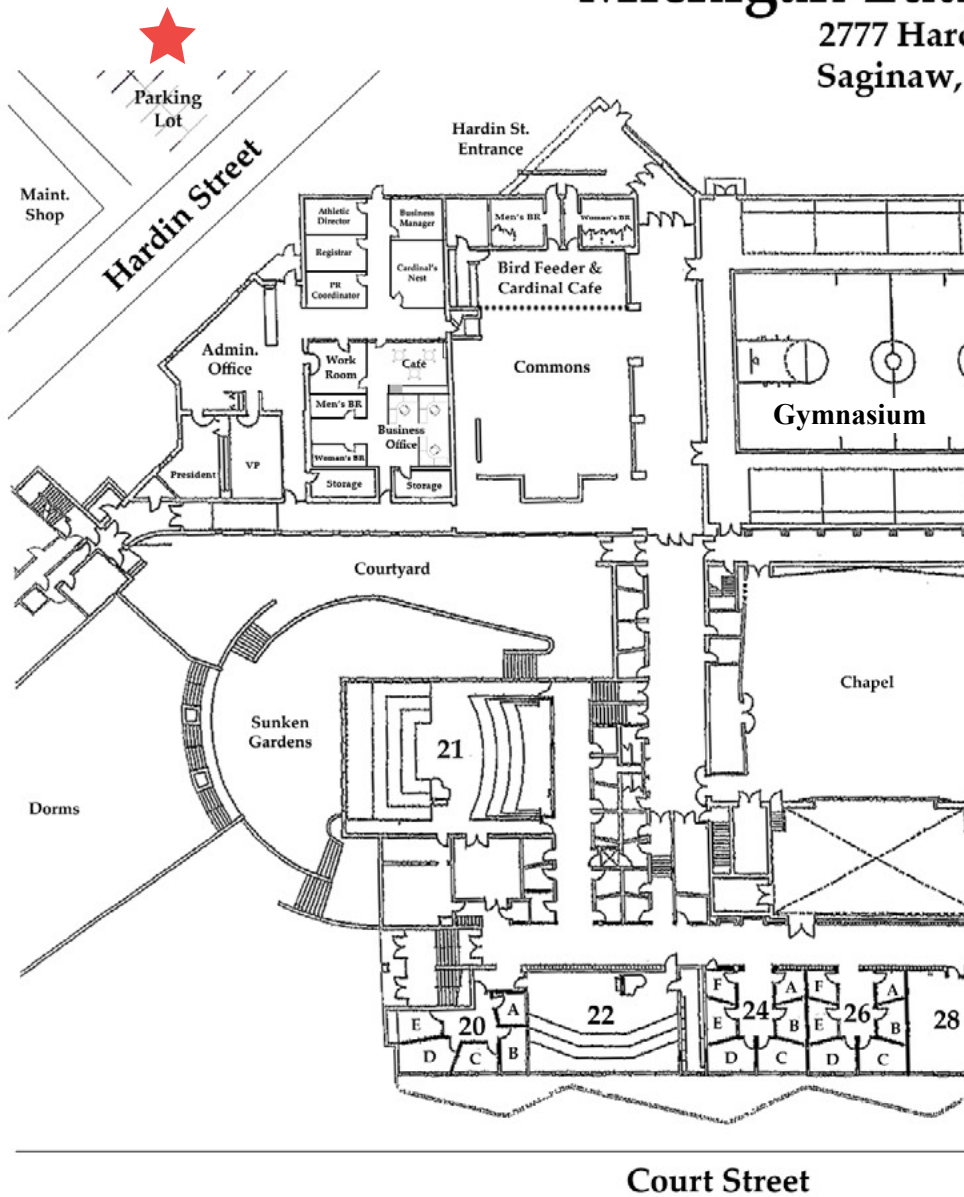 2777
Saginaw,
Parking
Lot
Hardin St.
Entrance
Hardin Street
Maint.
Shop
Athletic
Director
Business
Manager
Men's BR
Women's BR
Registrar
Cardinal's
Nest
Bird Feeder &
Cardinal Cafe
PR
Coordinator
Admin.
Office
Work
Room
Café
Commons
Men's BR
Gymnasium
Business
Office
Women's BR
President
VP
Storage
Storage
Courtyard
Chapel
Sunken
Gardens
21
Dorms
20
A
B
C
D
E
22
24
A
B
C
D
E
F
26
A
B
C
D
E
F
28
Court Street